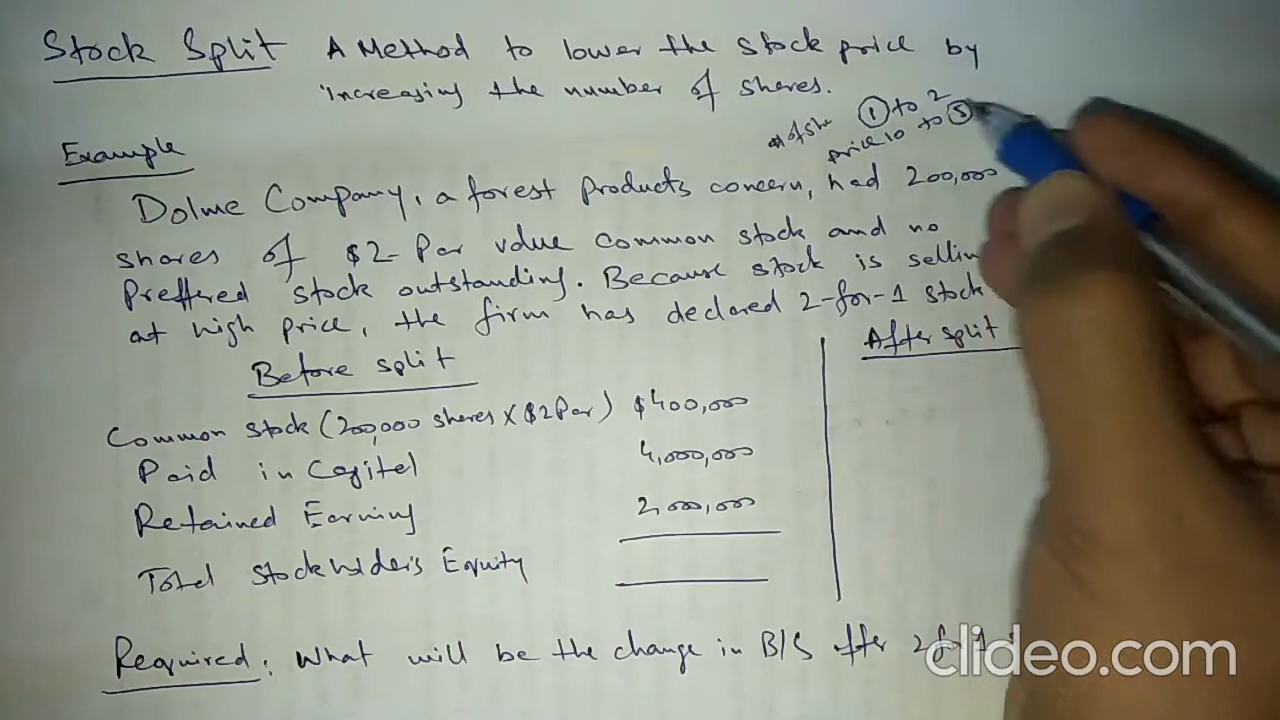 Stock Split A Method to lower the stock price by
increasing the number of shares.
# of sha 1 to 2
price 10 to 5
Example
Dolme Company, a forest products concern, had 200,000
shares of $2-Par value common stock and no
Preffered stock outstanding. Because stock is sellin
at high price, the firm has declared 2-for-1 stock
Before split
After split
Common stock (200,000 shares x $2 Par) $400,000
Paid in Capital 4,000,000
Retained Earning 2,000,000
Total Stockholder's Equity
Required: What will be the change in B/S after 2 for 1
clideo.com